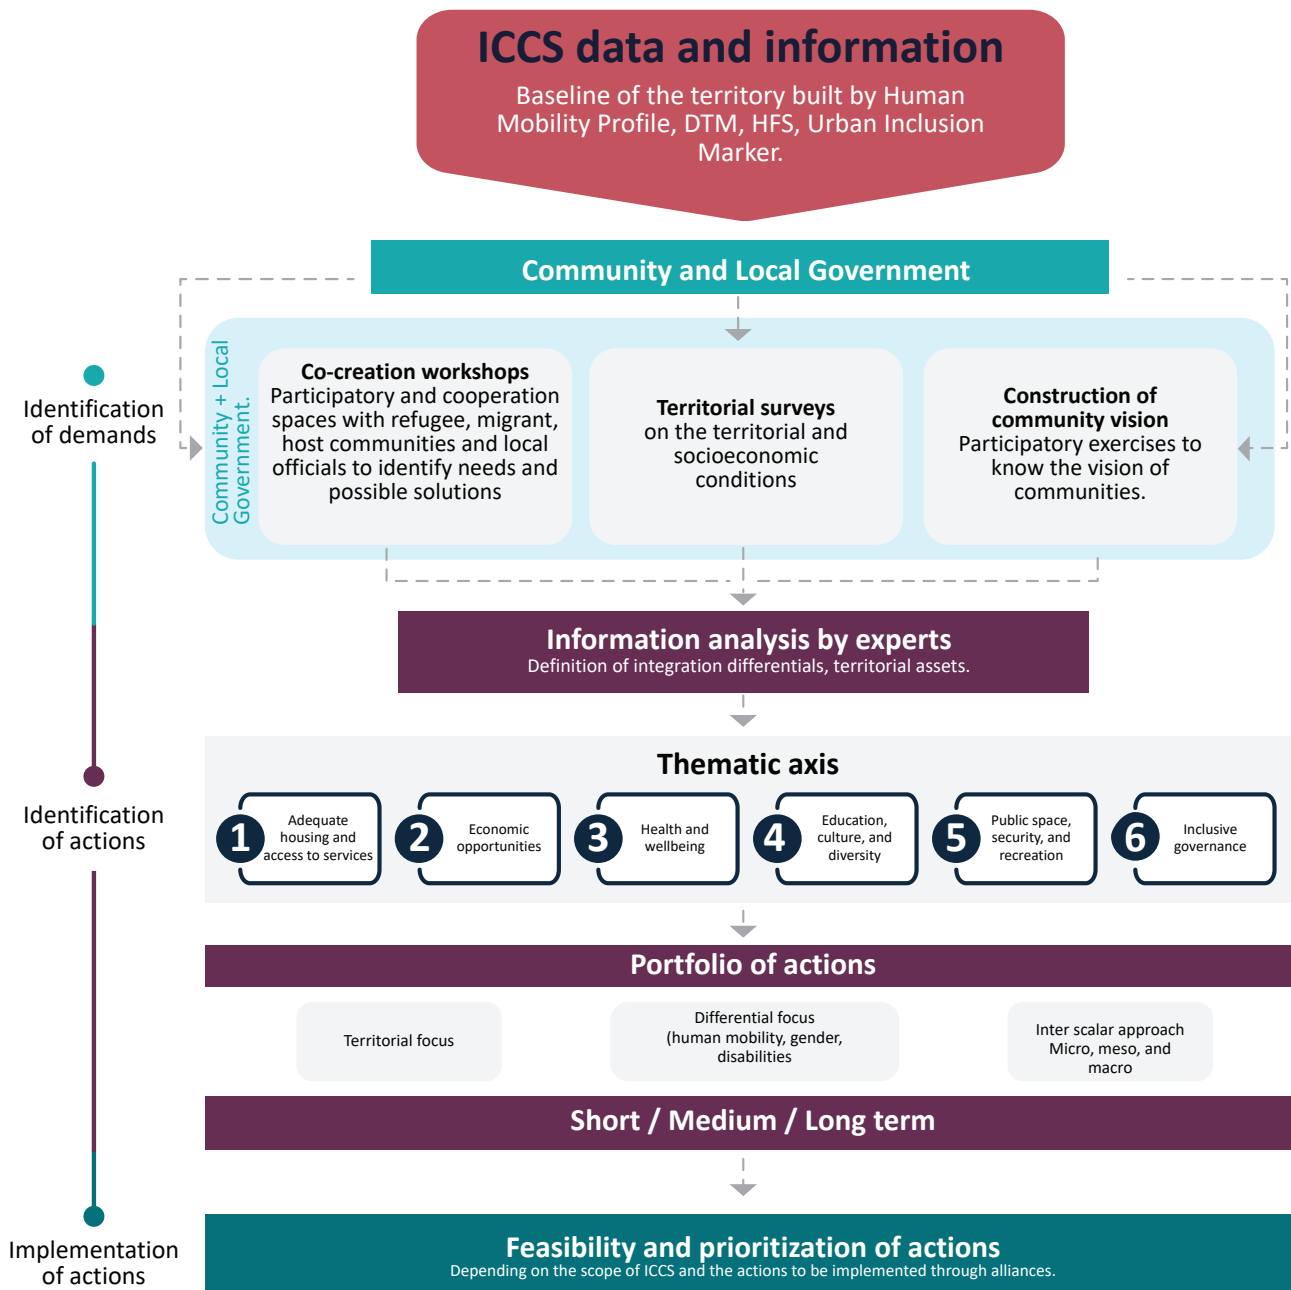 ICCS data and information
Baseline of the territory built by Human
Mobility Profile, DTM, HFS, Urban Inclusion
Marker.
Community and Local Government
Identification
of demands
Community + Local
Government.
Co-creation workshops
Participatory and cooperation
spaces with refugee, migrant,
host communities and local
officials to identify needs and
possible solutions
Territorial surveys
on the territorial and
socioeconomic
conditions
Construction of
community vision
Participatory exercises to
know the vision of
communities.
Information analysis by experts
Definition of integration differentials, territorial assets.
Identification
of actions
Thematic axis
1
Adequate
housing and
access to services
2
Economic
opportunities
3
Health and
wellbeing
4
Education,
culture, and
diversity
5
Public space,
security, and
recreation
6
Inclusive
governance
Portfolio of actions
Territorial focus
Differential focus
(human mobility, gender,
disabilities
Inter scalar approach
Micro, meso, and
macro
Short / Medium / Long term
Implementation
of actions
Feasibility and prioritization of actions
Depending on the scope of ICCS and the actions to be implemented through alliances.